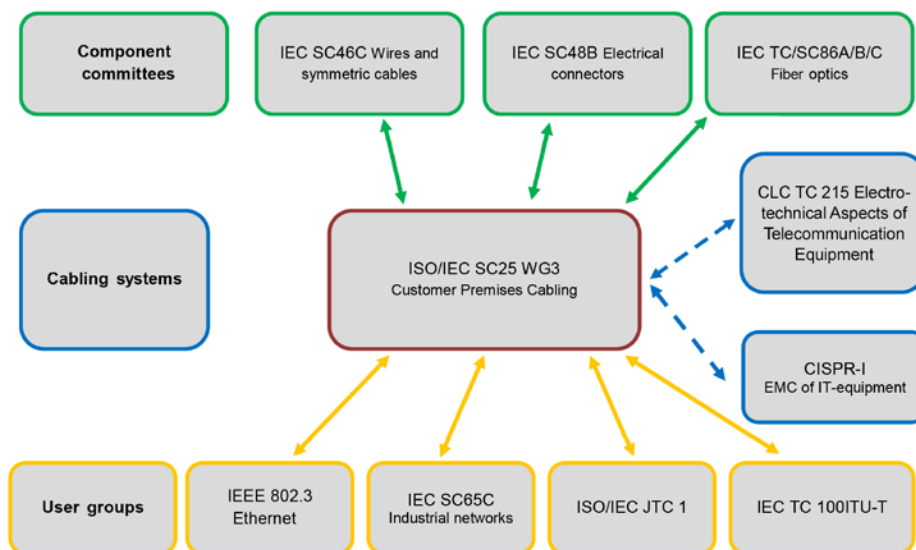 Component
committees
IEC SC46C Wires and
symmetric cables
IEC SC48B Electrical
connectors
IEC TC/SC86A/B/C
Fiber optics
CLC TC 215 Electro-
technical Aspects of
Telecommunication
Equipment
Cabling systems
ISO/IEC SC25 WG3
Customer Premises Cabling
CISPR-I
EMC of IT-equipment
User groups
IEEE 802.3
Ethernet
IEC SC65C
Industrial networks
ISO/IEC JTC 1
IEC TC 100ITU-T